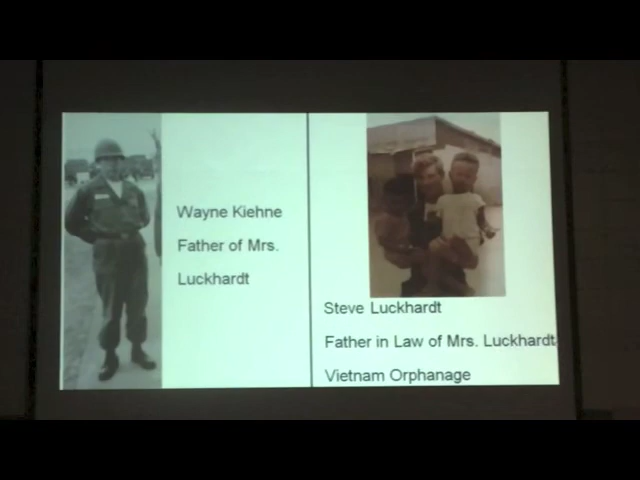 Wayne Kiehne
Father of Mrs.
Luckhardt
Steve Luckhardt
Father in Law of Mrs. Luckhardt
Vietnam Orphanage